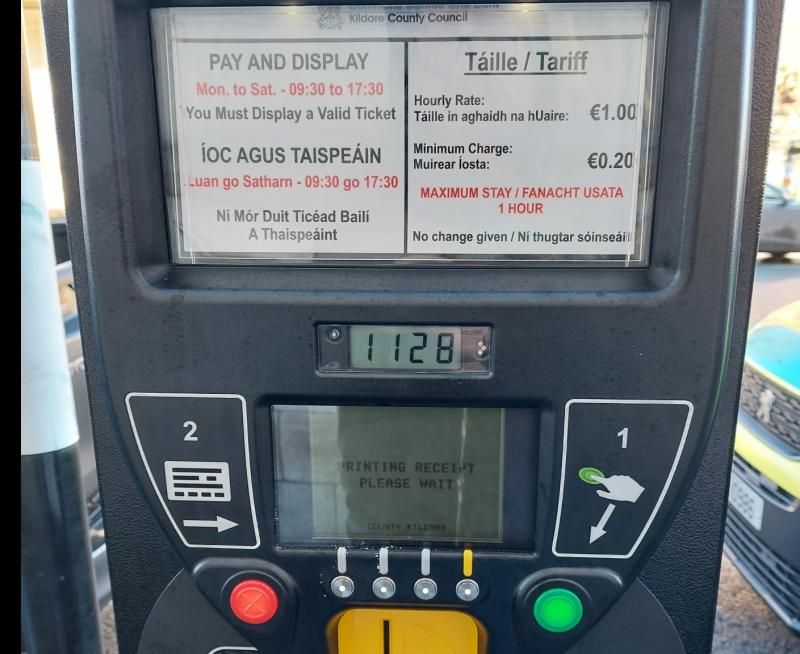 Kildare County Council
PAY AND DISPLAY
Mon. to Sat. - 09:30 to 17:30
You Must Display a Valid Ticket
ÍOC AGUS TAISPEÁIN
Luan go Satharn - 09:30 go 17:30
Ní Mór Duit Ticéad Bailí
A Thaispeáint
Táille / Tariff
Hourly Rate:
Táille in aghaidh na hUaire: €1.00
Minimum Charge:
Muirear Íosta: €0.20
MAXIMUM STAY / FANACHT USATA
1 HOUR
No change given / Ní thugtar sóinseáil
1128
2
PRINTING RECEIPT
PLEASE WAIT
COUNTY KILDARE
1